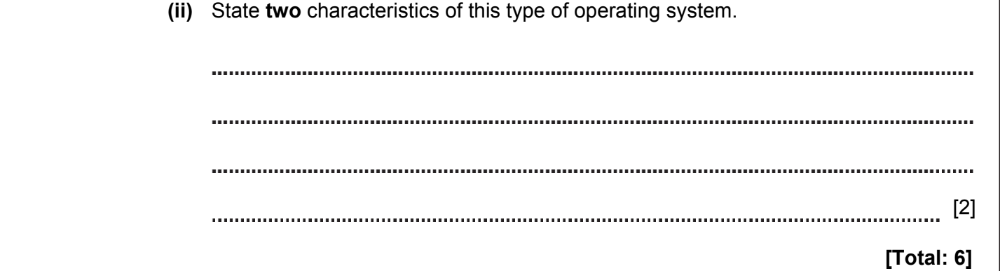 (ii) State two characteristics of this type of operating system.
..........................................................................................................................................
..........................................................................................................................................
..........................................................................................................................................
.................................................................................................................................... [2]
[Total: 6]